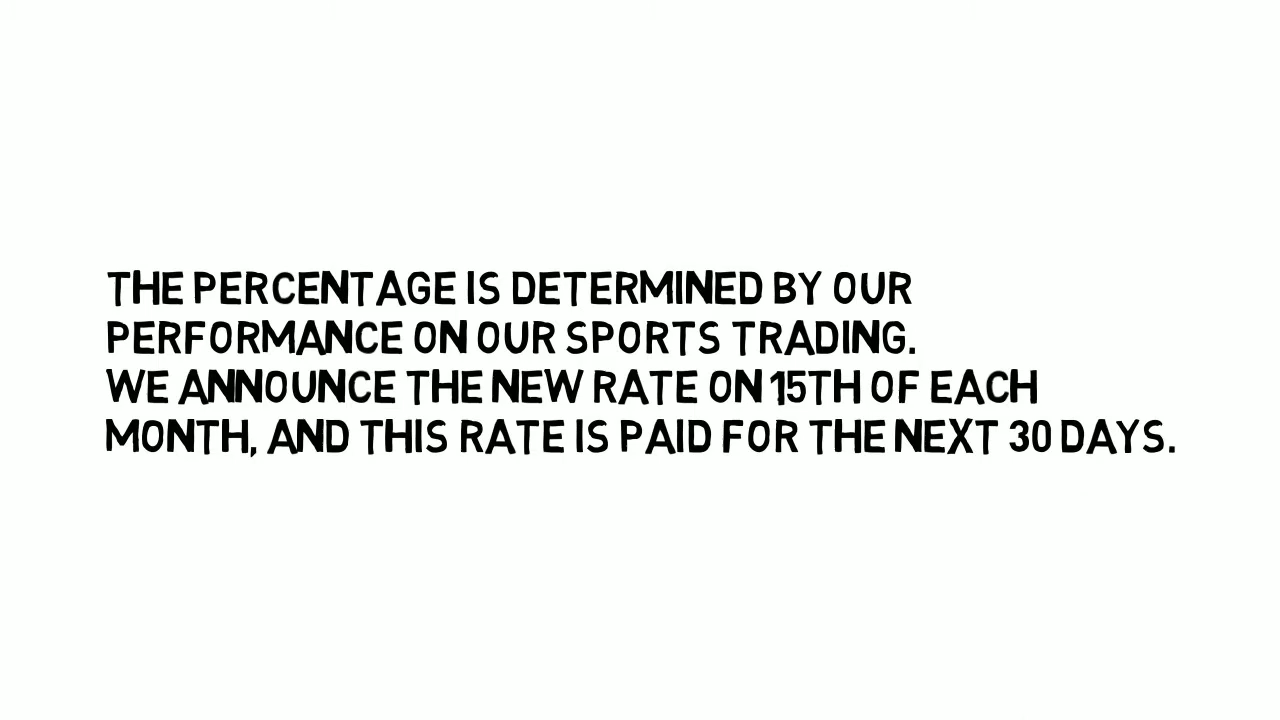 THE PERCENTAGE IS DETERMINED BY OUR
PERFORMANCE ON OUR SPORTS TRADING.
WE ANNOUNCE THE NEW RATE ON 15TH OF EACH
MONTH, AND THIS RATE IS PAID FOR THE NEXT 30 DAYS.